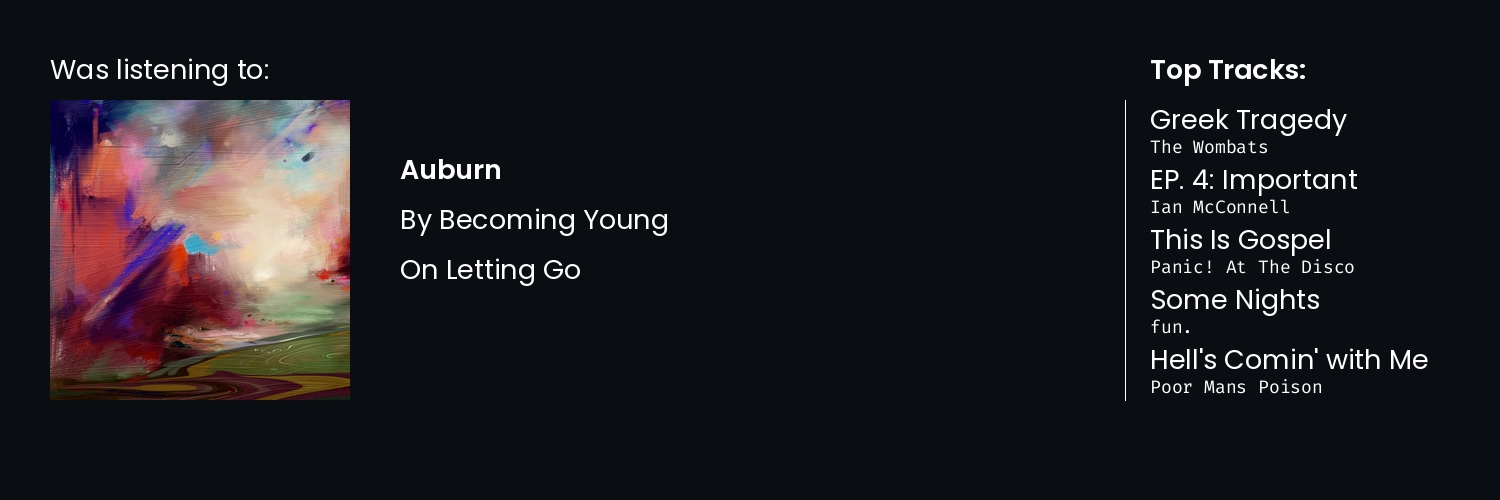 Was listening to:
Auburn
By Becoming Young
On Letting Go
Top Tracks:
Greek Tragedy
The Wombats
EP. 4: Important
Ian McConnell
This Is Gospel
Panic! At The Disco
Some Nights
fun.
Hell's Comin' with Me
Poor Mans Poison